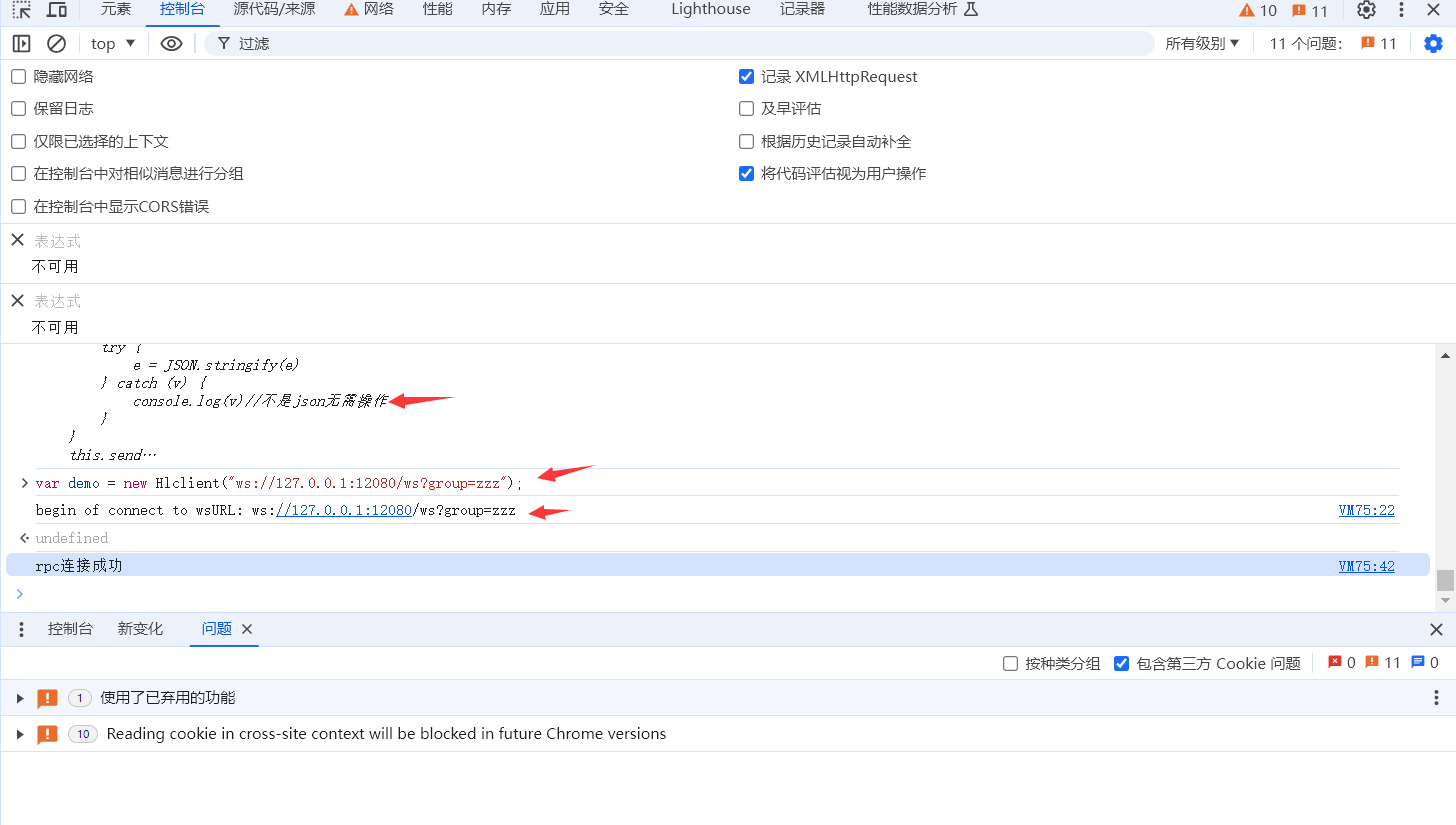 元素 控制台 源代码/来源 网络 性能 内存 应用 安全 Lighthouse 记录器 性能数据分析 10 11
top 过滤 所有级别 11 个问题： 11
隐藏网络 记录 XMLHttpRequest
保留日志 及早评估
仅限已选择的上下文 根据历史记录自动补全
在控制台中对相似消息进行分组 将代码评估视为用户操作
在控制台中显示CORS错误
表达式
不可用
表达式
不可用
try {
e = JSON.stringify(e)
} catch (v) {
console.log(v)//不是json无需操作
}
}
this.send…
var demo = new Hlclient("ws://127.0.0.1:12080/ws?group=zzz");
begin of connect to wsURL: ws://127.0.0.1:12080/ws?group=zzz VM75:22
undefined
rpc连接成功 VM75:42
控制台 新变化 问题
按种类分组 包含第三方 Cookie 问题 0 11 0
1 使用了已弃用的功能
10 Reading cookie in cross-site context will be blocked in future Chrome versions